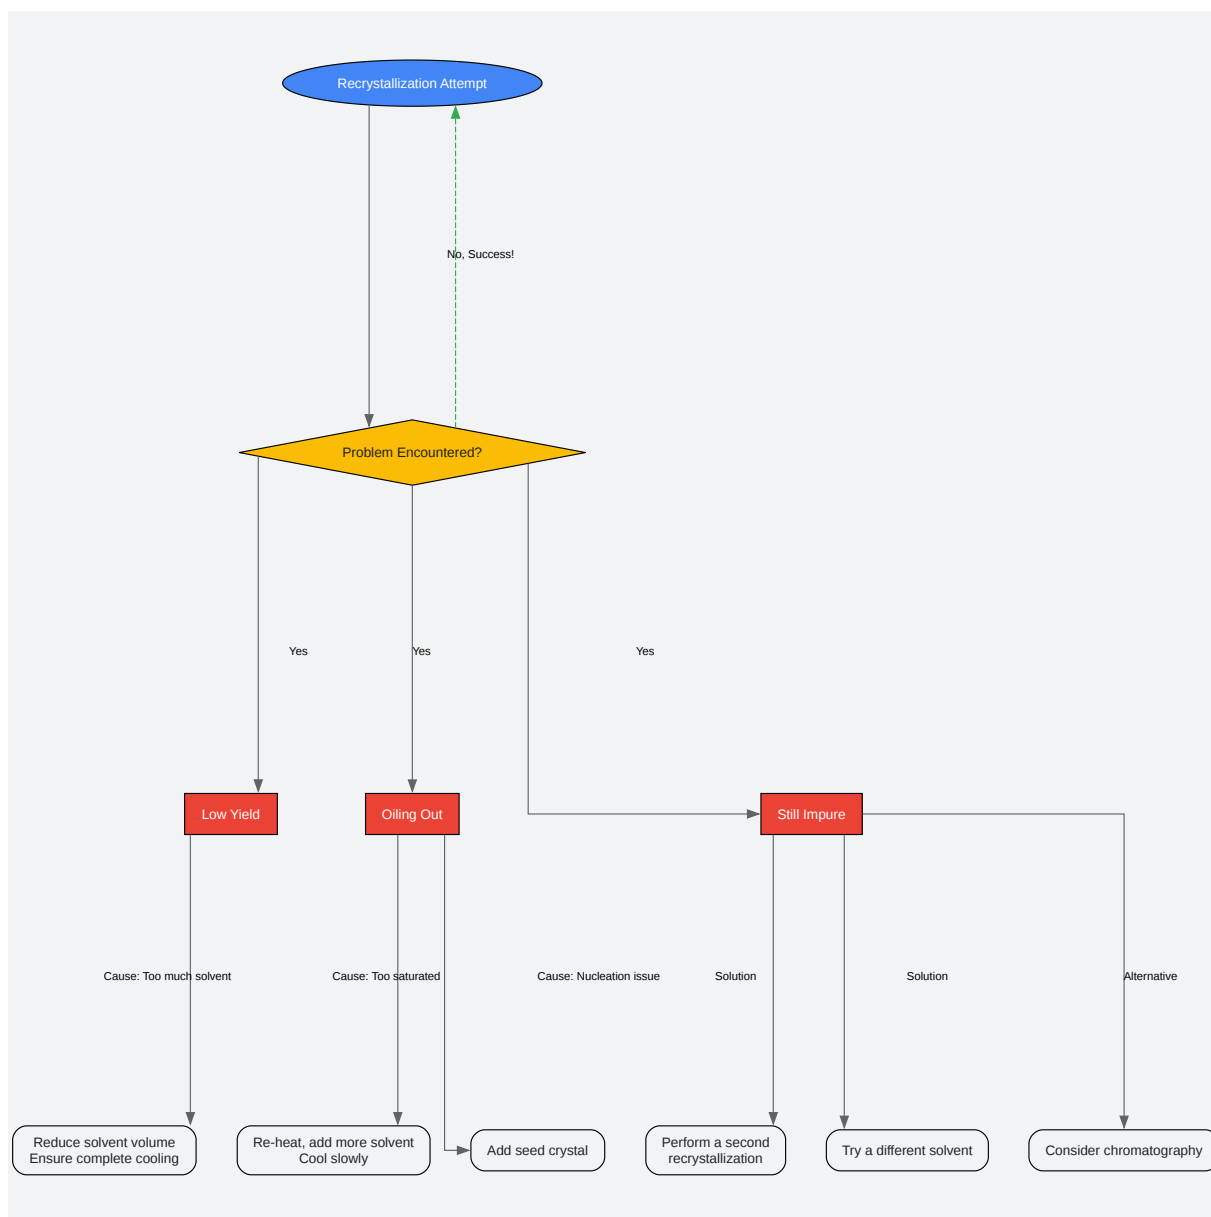 Recrystallization Attempt
No, Success!
Problem Encountered?
Yes
Yes
Yes
Low Yield
Oiling Out
Still Impure
Cause: Too much solvent
Cause: Too saturated
Cause: Nucleation issue
Solution
Solution
Alternative
Reduce solvent volume
Ensure complete cooling
Re-heat, add more solvent
Cool slowly
Add seed crystal
Perform a second
recrystallization
Try a different solvent
Consider chromatography